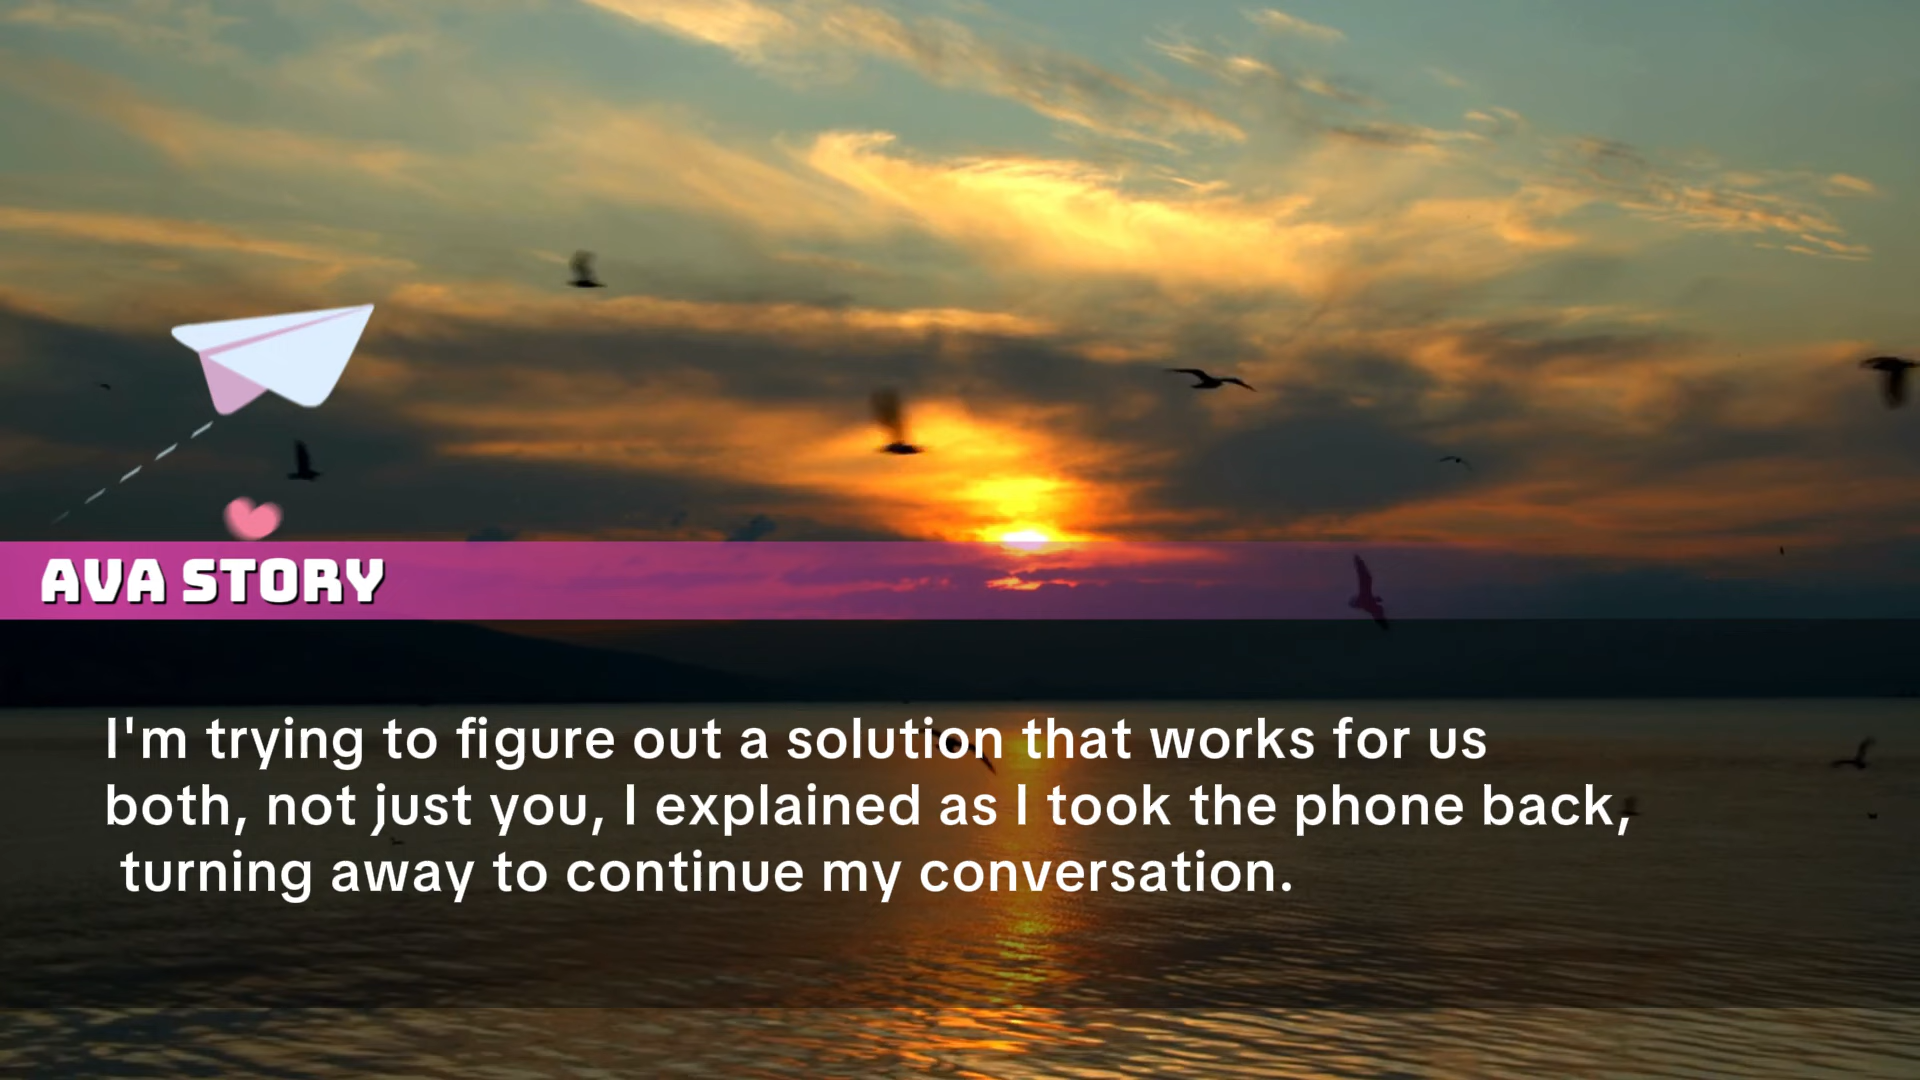 AVA STORY
I'm trying to figure out a solution that works for us
both, not just you, I explained as I took the phone back,
turning away to continue my conversation.